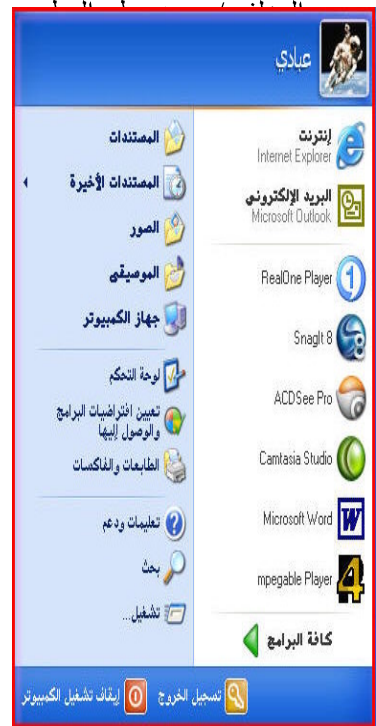 عبادي
إنترنت
Internet Explorer
البريد الإلكتروني
Microsoft Outlook
RealOne Player
SnagIt 8
ACDSee Pro
Camtasia Studio
Microsoft Word
mpegable Player
كافة البرامج
المستندات
المستندات الأخيرة
الصور
الموسيقى
جهاز الكمبيوتر
لوحة التحكم
تعيين افتراضيات البرامج
والوصول إليها
الطابعات والفاكسات
تعليمات ودعم
بحث
تشغيل...
تسجيل الخروج
إيقاف تشغيل الكمبيوتر